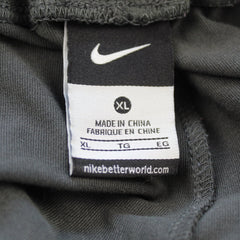 XL
MADE IN CHINA
FABRIQUE EN CHINE
XL TG EG
nikebetterworld.com